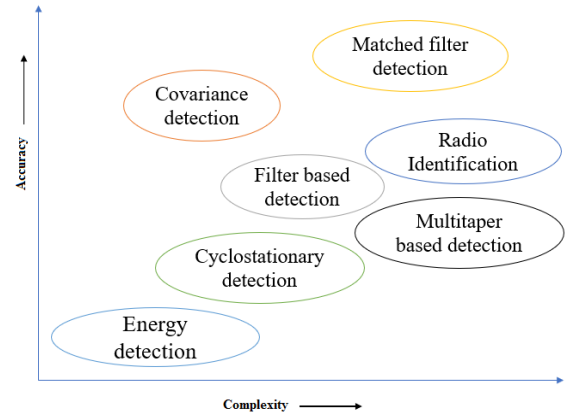 Matched filter
detection
Covariance
detection
Radio
Identification
Filter based
detection
Multitaper
based detection
Cyclostationary
detection
Energy
detection
Accuracy
Complexity